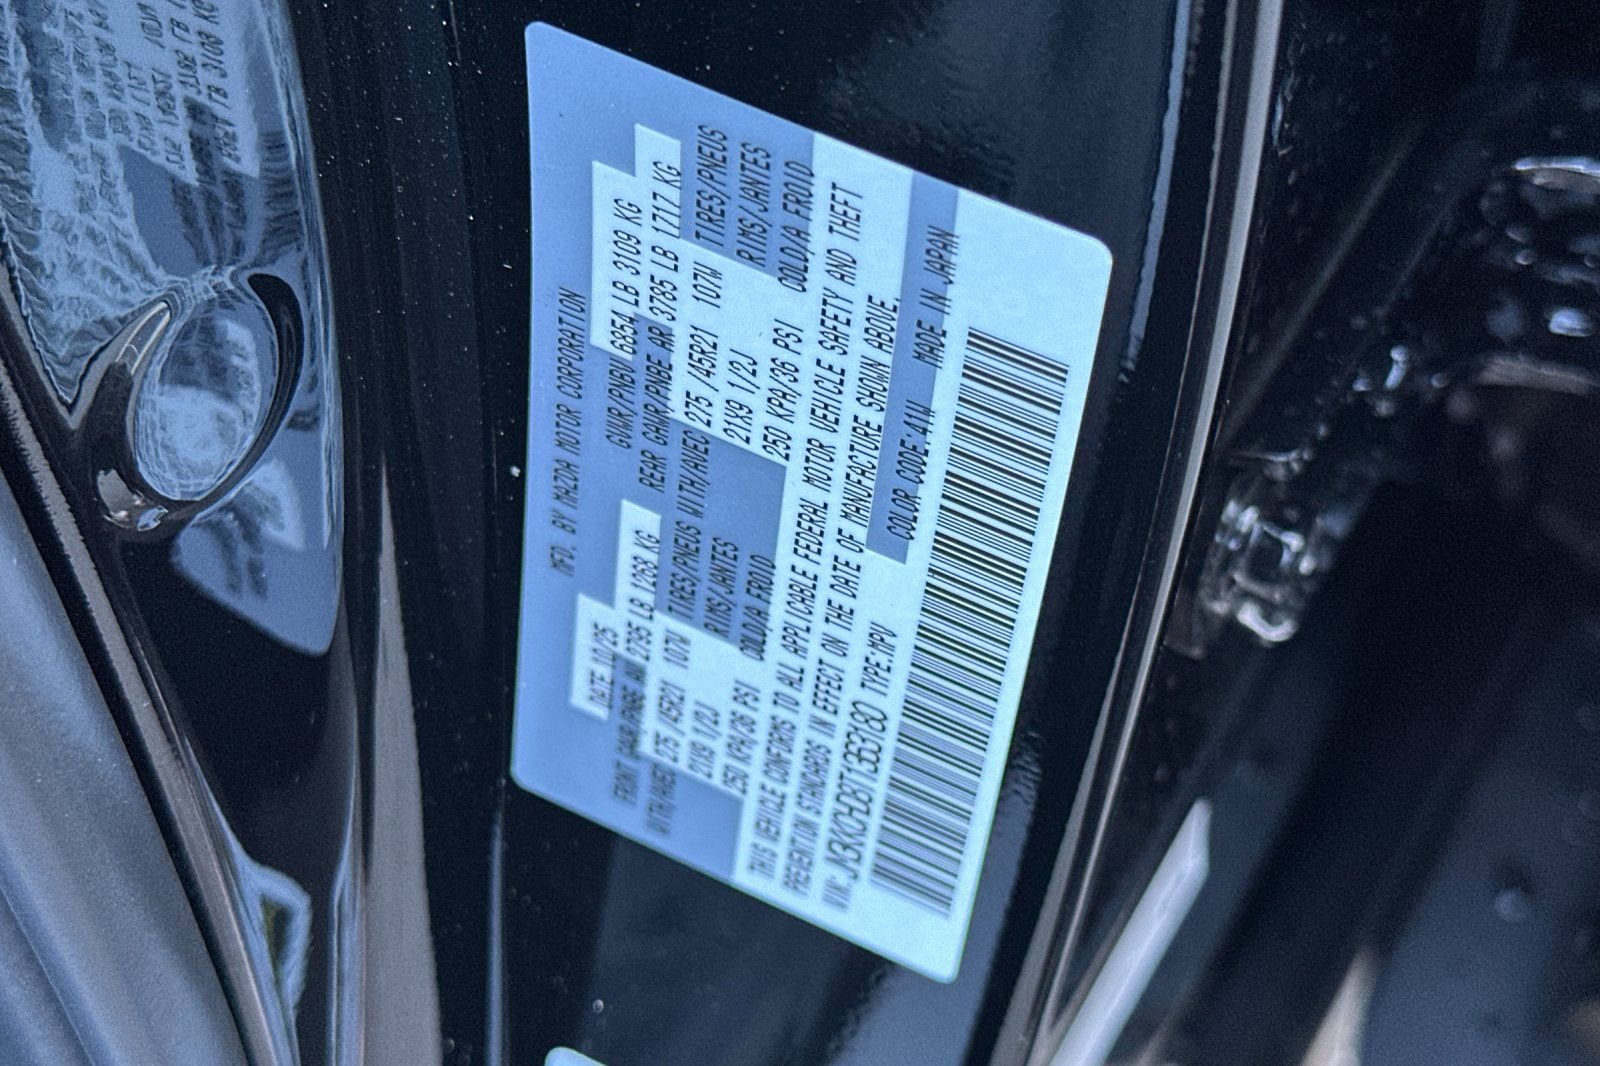 MFD. BY MAZDA MOTOR CORPORATION
DATE.10.25 GVWR/PNBV 6854 LB 3109 KG
FRONT GAWR/PNBE AV 2795 LB 1268 KG REAR GAWR/PNBE AR 3785 LB 1717 KG
WITH/AVEC 275 /45R21 107W TIRES/PNEUS WITH/AVEC 275 /45R21 107W TIRES/PNEUS
21X9 1/2J RIMS/JANTES 21X9 1/2J RIMS/JANTES
250 KPA/36 PSI COLD/A FROID 250 KPA/36 PSI COLD/A FROID
THIS VEHICLE CONFORMS TO ALL APPLICABLE FEDERAL MOTOR VEHICLE SAFETY AND THEFT
PREVENTION STANDARDS IN EFFECT ON THE DATE OF MANUFACTURE SHOWN ABOVE.
VIN:JM3KKCHD8T1363180 TYPE:MPV COLOR CODE:41W MADE IN JAPAN